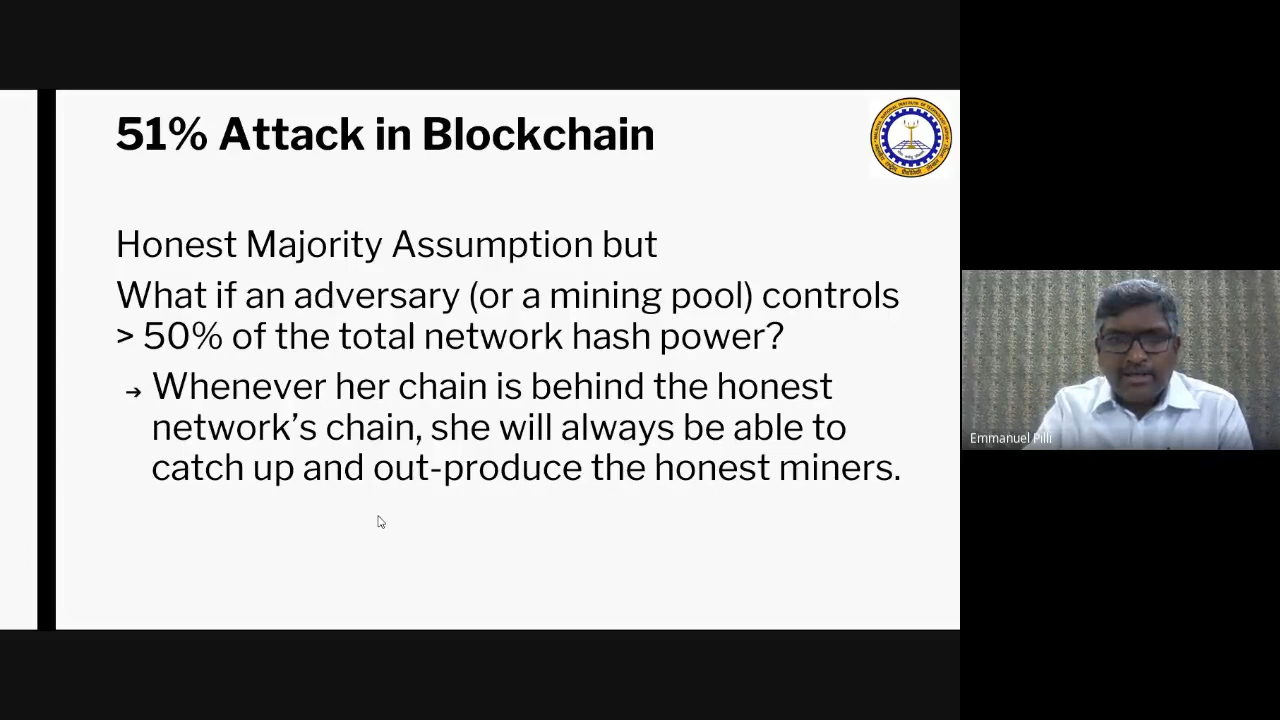 51% Attack in Blockchain
Honest Majority Assumption but
What if an adversary (or a mining pool) controls
> 50% of the total network hash power?
➔ Whenever her chain is behind the honest
network’s chain, she will always be able to
catch up and out-produce the honest miners.
Emmanuel Pilli